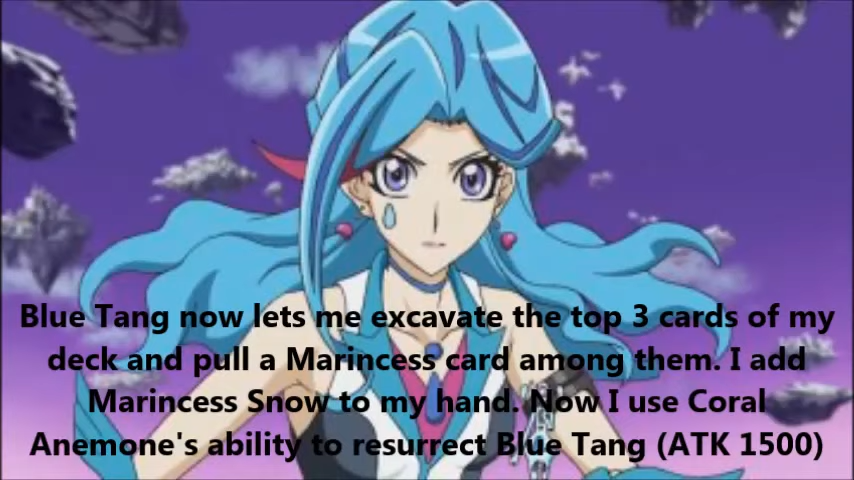 Blue Tang now lets me excavate the top 3 cards of my
deck and pull a Marincess card among them. I add
Marincess Snow to my hand. Now I use Coral
Anemone's ability to resurrect Blue Tang (ATK 1500)